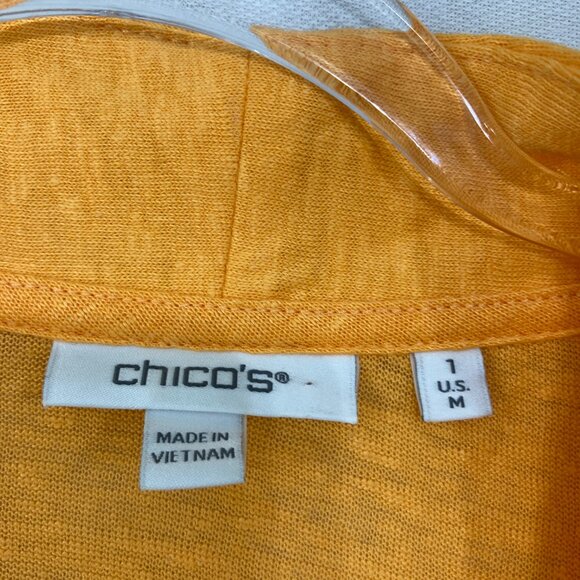 chico's®
MADE IN
VIETNAM
1
U.S.
M